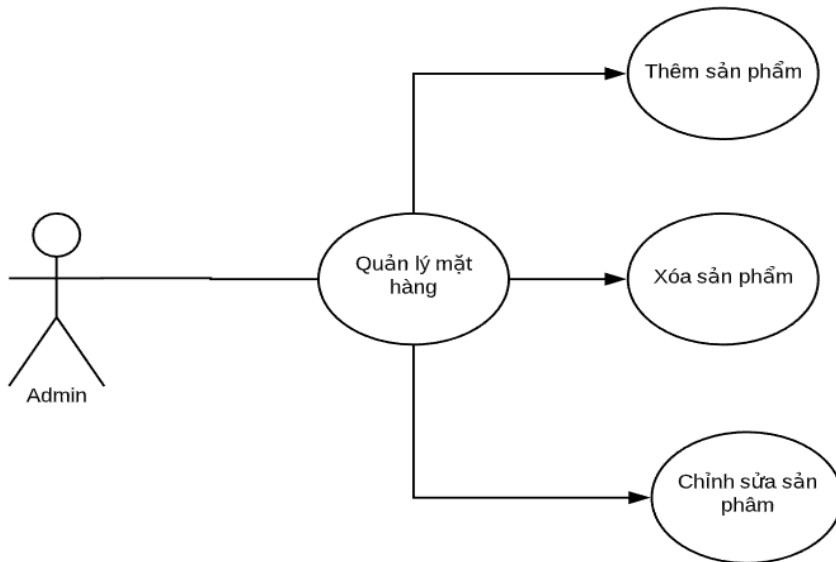 Thêm sản phẩm
Quản lý mặt
hàng
Xóa sản phẩm
Admin
Chỉnh sửa sản
phâm